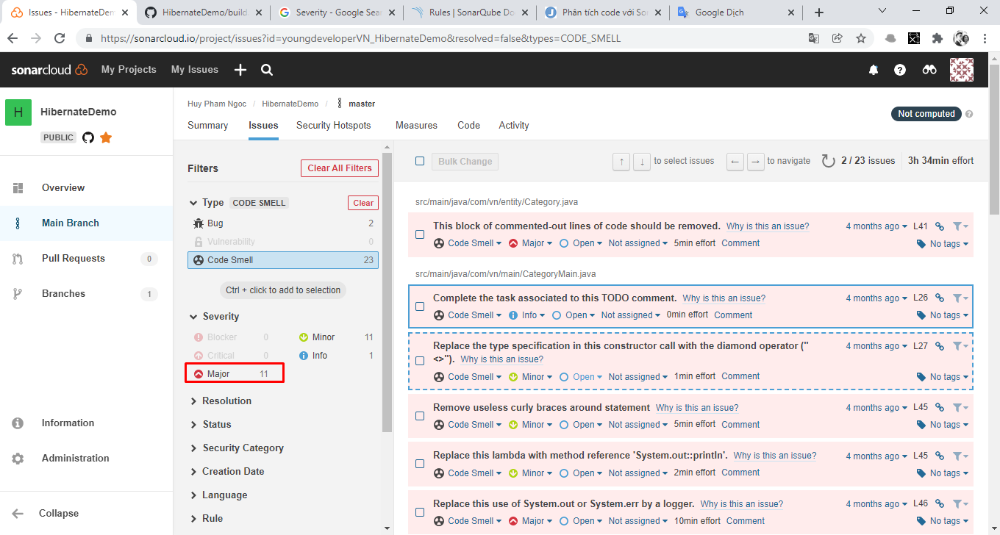 Issues - HibernateDem
HibernateDemo/build
Severity - Google Sea
Rules | SonarQube Do
Phân tích code với Son
Google Dịch
https://sonarcloud.io/project/issues?id=youngdeveloperVN_HibernateDemo&resolved=false&types=CODE_SMELL
sonarcloud My Projects My Issues
H HibernateDemo
PUBLIC
Overview
Main Branch
Pull Requests 0
Branches 1
Information
Administration
Collapse
Huy Pham Ngoc / HibernateDemo / master
Not computed
Summary Issues Security Hotspots Measures Code Activity
Filters Clear All Filters
Type CODE SMELL Clear
Bug 2
Vulnerability 0
Code Smell 23
Ctrl + click to add to selection
Severity
Blocker 0 Minor 11
Critical 0 Info 1
Major 11
Resolution
Status
Security Category
Creation Date
Language
Rule
Bulk Change ↑ ↓ to select issues ← → to navigate 2 / 23 issues 3h 34min effort
src/main/java/com/vn/entity/Category.java
This block of commented-out lines of code should be removed. Why is this an issue? 4 months ago L41
Code Smell Major Open Not assigned 5min effort Comment No tags
src/main/java/com/vn/main/CategoryMain.java
Complete the task associated to this TODO comment. Why is this an issue? 4 months ago L26
Code Smell Info Open Not assigned 0min effort Comment No tags
Replace the type specification in this constructor call with the diamond operator (" 4 months ago L27
<>"). Why is this an issue?
Code Smell Minor Open Not assigned 1min effort Comment No tags
Remove useless curly braces around statement Why is this an issue? 4 months ago L45
Code Smell Minor Open Not assigned 5min effort Comment No tags
Replace this lambda with method reference 'System.out::println'. Why is this an issue? 4 months ago L45
Code Smell Minor Open Not assigned 2min effort Comment No tags
Replace this use of System.out or System.err by a logger. Why is this an issue? 4 months ago L46
Code Smell Major Open Not assigned 10min effort Comment No tags